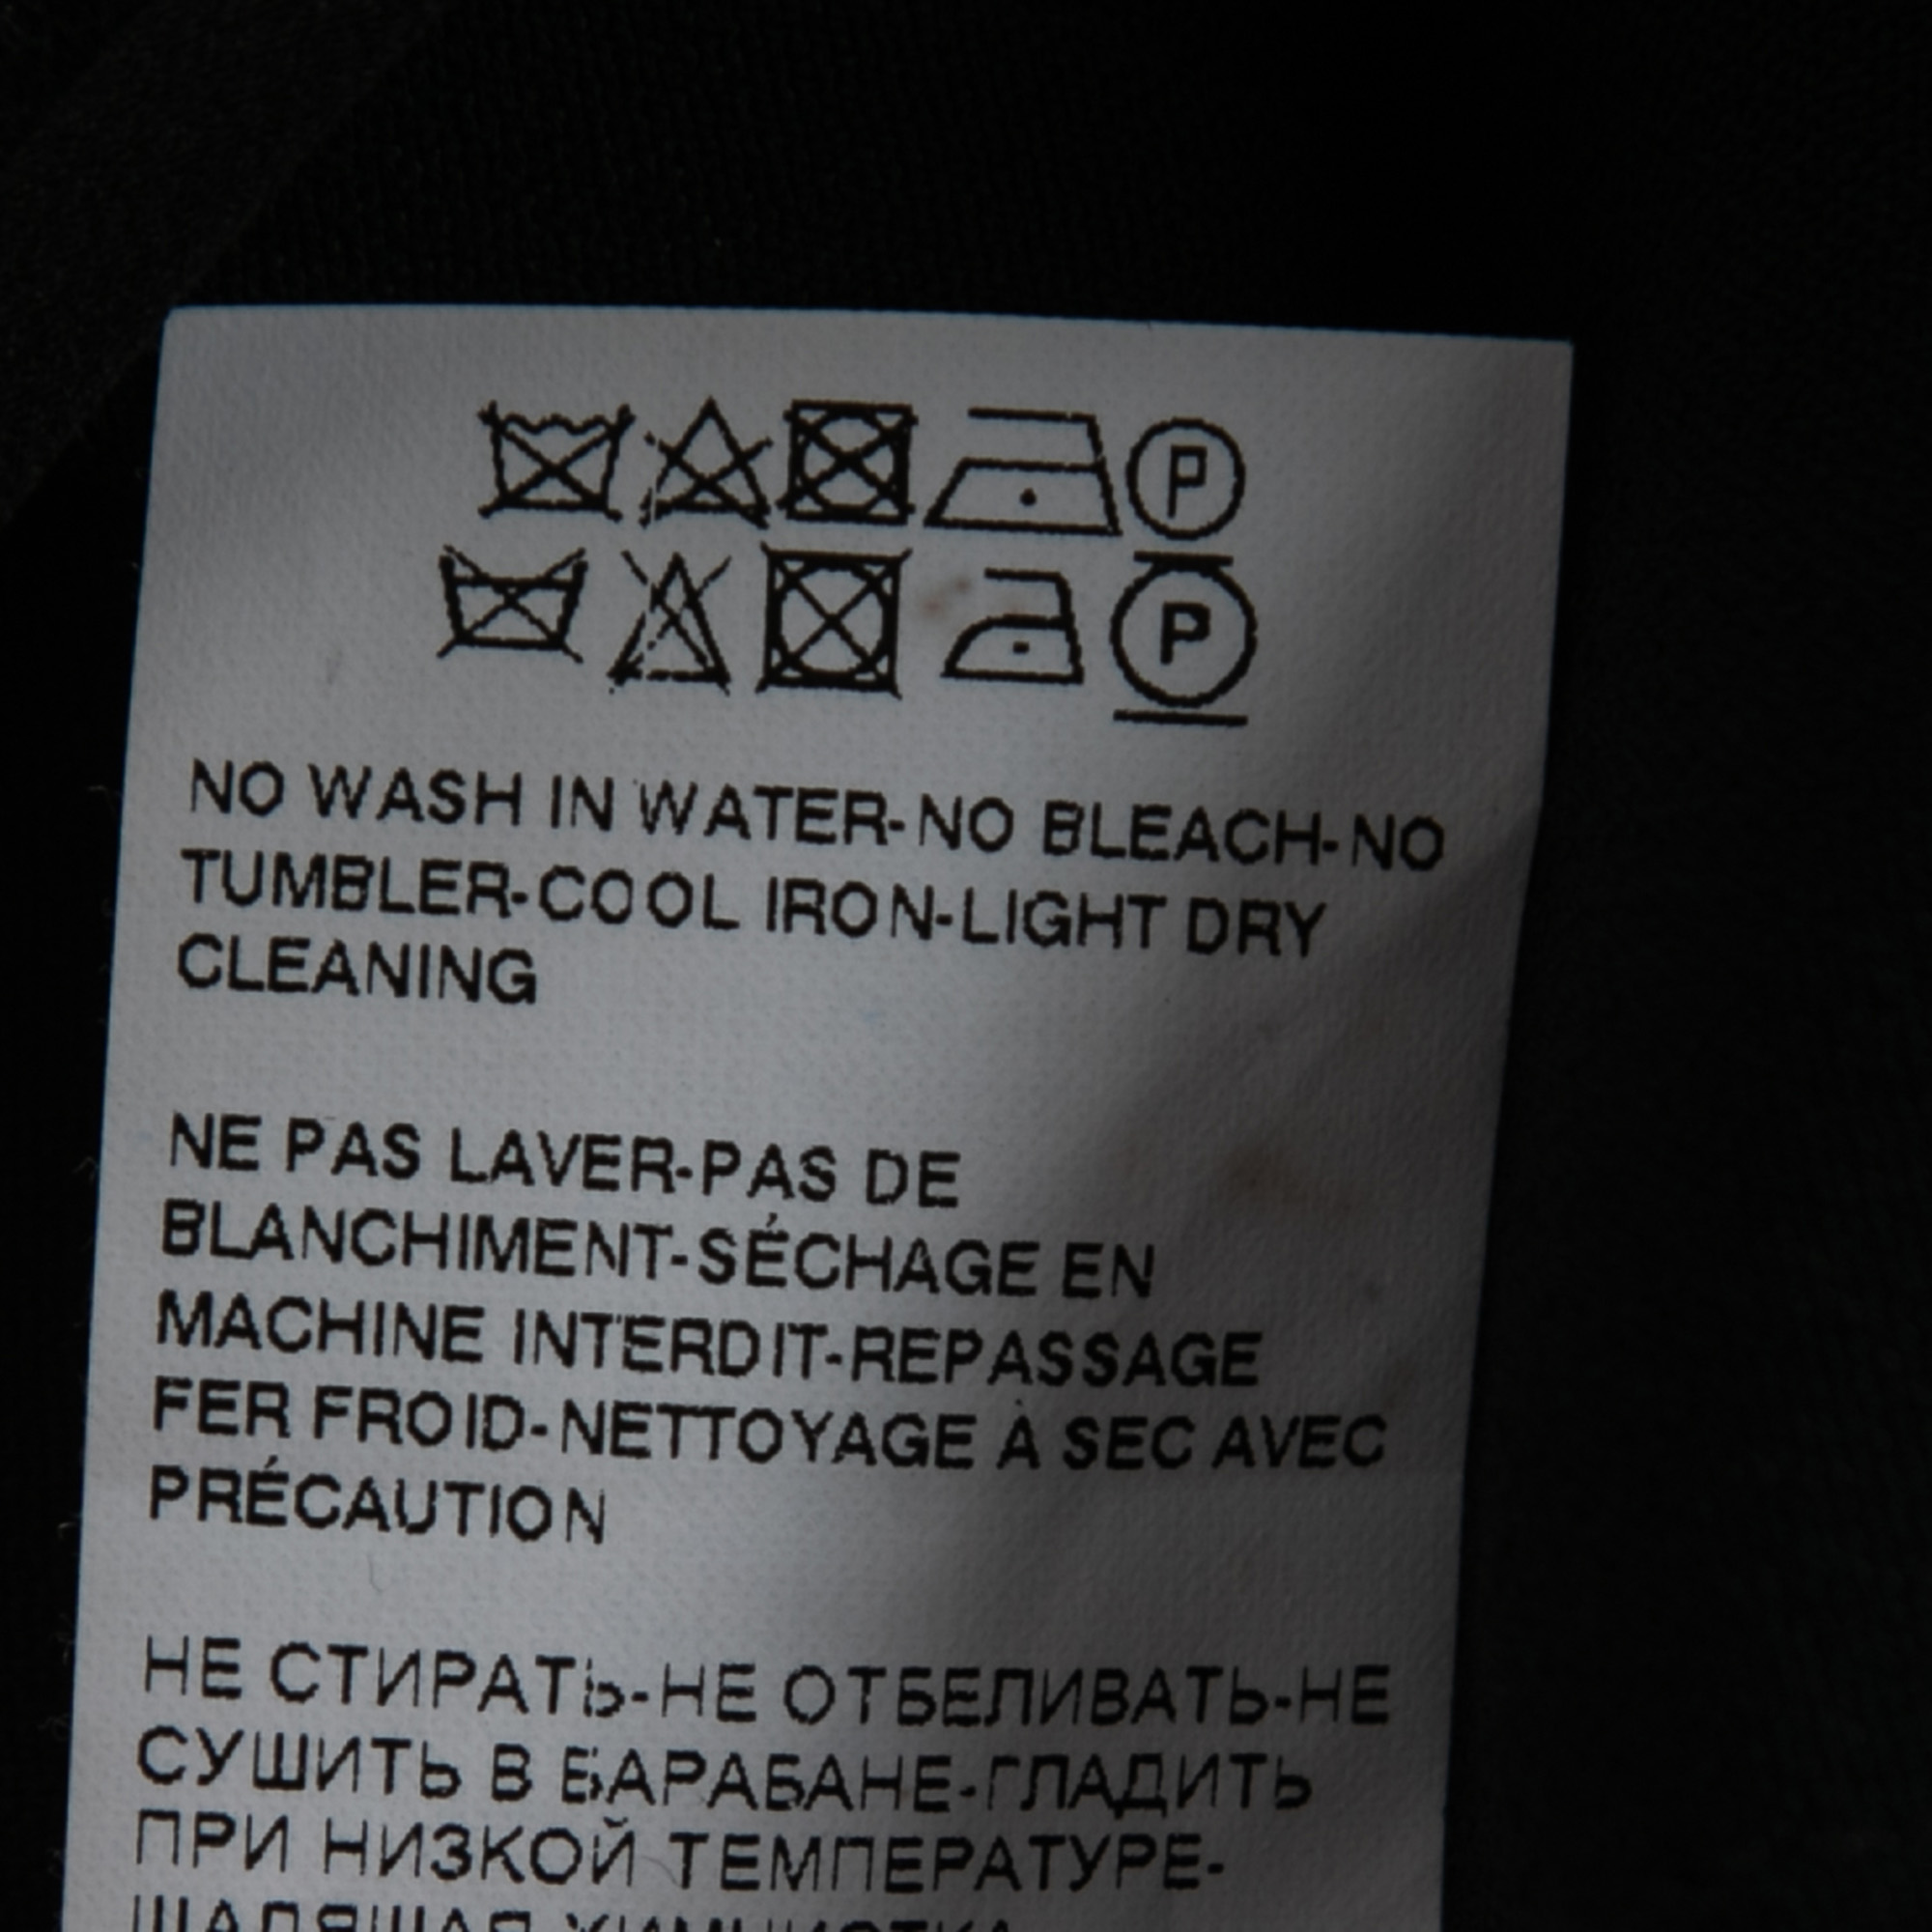 P
P
NO WASH IN WATER-NO BLEACH-NO
TUMBLER-COOL IRON-LIGHT DRY
CLEANING
NE PAS LAVER-PAS DE
BLANCHIMENT-SÉCHAGE EN
MACHINE INTERDIT-REPASSAGE
FER FROID-NETTOYAGE À SEC AVEC
PRÉCAUTION
НЕ СТИРАТЬ-НЕ ОТБЕЛИВАТЬ-НЕ
СУШИТЬ В БАРАБАНЕ-ГЛАДИТЬ
ПРИ НИЗКОЙ ТЕМПЕРАТУРЕ-
ЩАДЯЩАЯ ХИМЧИСТКА